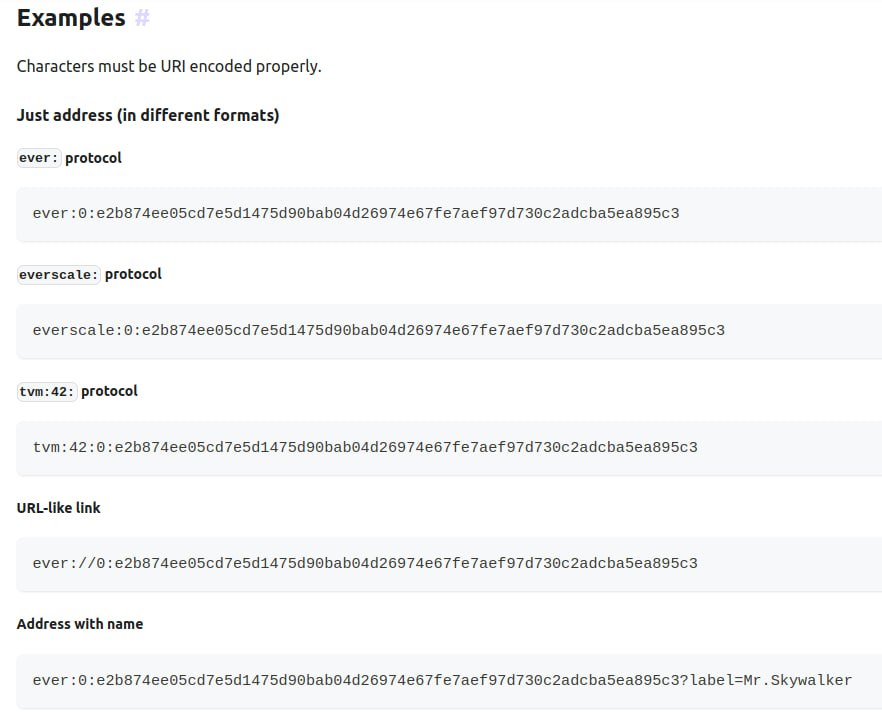 Examples #
Characters must be URI encoded properly.
Just address (in different formats)
ever: protocol
ever:0:e2b874ee05cd7e5d1475d90bab04d26974e67fe7aef97d730c2adcba5ea895c3
everscale: protocol
everscale:0:e2b874ee05cd7e5d1475d90bab04d26974e67fe7aef97d730c2adcba5ea895c3
tvm:42: protocol
tvm:42:0:e2b874ee05cd7e5d1475d90bab04d26974e67fe7aef97d730c2adcba5ea895c3
URL-like link
ever://0:e2b874ee05cd7e5d1475d90bab04d26974e67fe7aef97d730c2adcba5ea895c3
Address with name
ever:0:e2b874ee05cd7e5d1475d90bab04d26974e67fe7aef97d730c2adcba5ea895c3?label=Mr.Skywalker